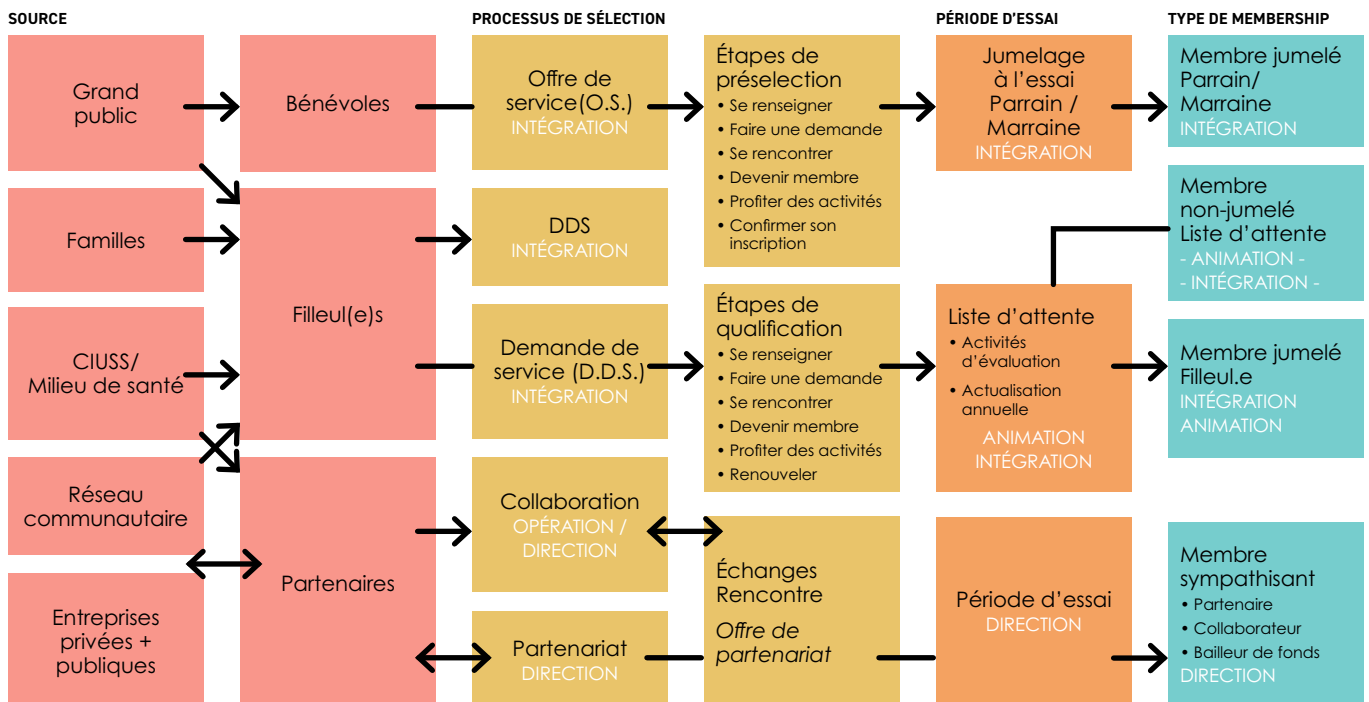 SOURCE
PROCESSUS DE SÉLECTION
PÉRIODE D'ESSAI
TYPE DE MEMBERSHIP
Grand
public
Familles
CIUSS/
Milieu de santé
Réseau
communautaire
Entreprises
privées +
publiques
Bénévoles
Filleul(e)s
Partenaires
Offre de
service(O.S.)
INTÉGRATION
DDS
INTÉGRATION
Demande de
service (D.D.S.)
INTÉGRATION
Collaboration
OPÉRATION /
DIRECTION
Partenariat
DIRECTION
Étapes de
préselection
• Se renseigner
• Faire une demande
• Se rencontrer
• Devenir membre
• Profiter des activités
• Confirmer son
inscription
Étapes de
qualification
• Se renseigner
• Faire une demande
• Se rencontrer
• Devenir membre
• Profiter des activités
• Renouveler
Échanges
Rencontre
Offre de
partenariat
Jumelage
à l'essai
Parrain /
Marraine
INTÉGRATION
Liste d'attente
• Activités
d'évaluation
• Actualisation
annuelle
ANIMATION
INTÉGRATION
Période d'essai
DIRECTION
Membre jumelé
Parrain/
Marraine
INTÉGRATION
Membre
non-jumelé
Liste d'attente
- ANIMATION -
- INTÉGRATION -
Membre jumelé
Filleul.e
INTÉGRATION
ANIMATION
Membre
sympathisant
• Partenaire
• Collaborateur
• Bailleur de fonds
DIRECTION